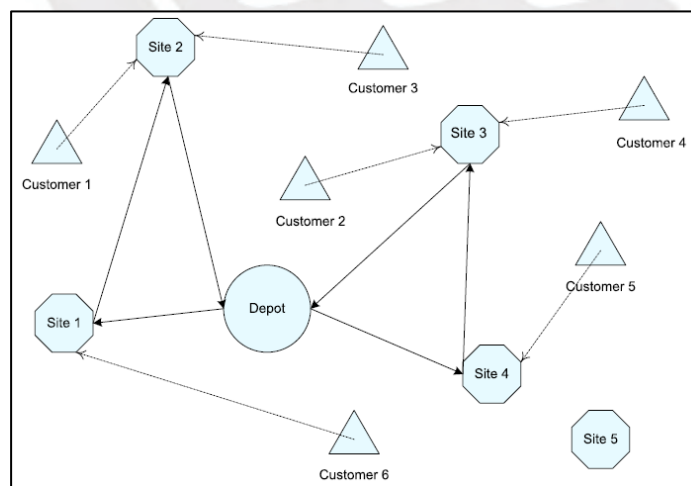 Site 2
Customer 3
Site 3
Customer 4
Customer 1
Customer 2
Customer 5
Depot
Site 1
Site 4
Site 5
Customer 6